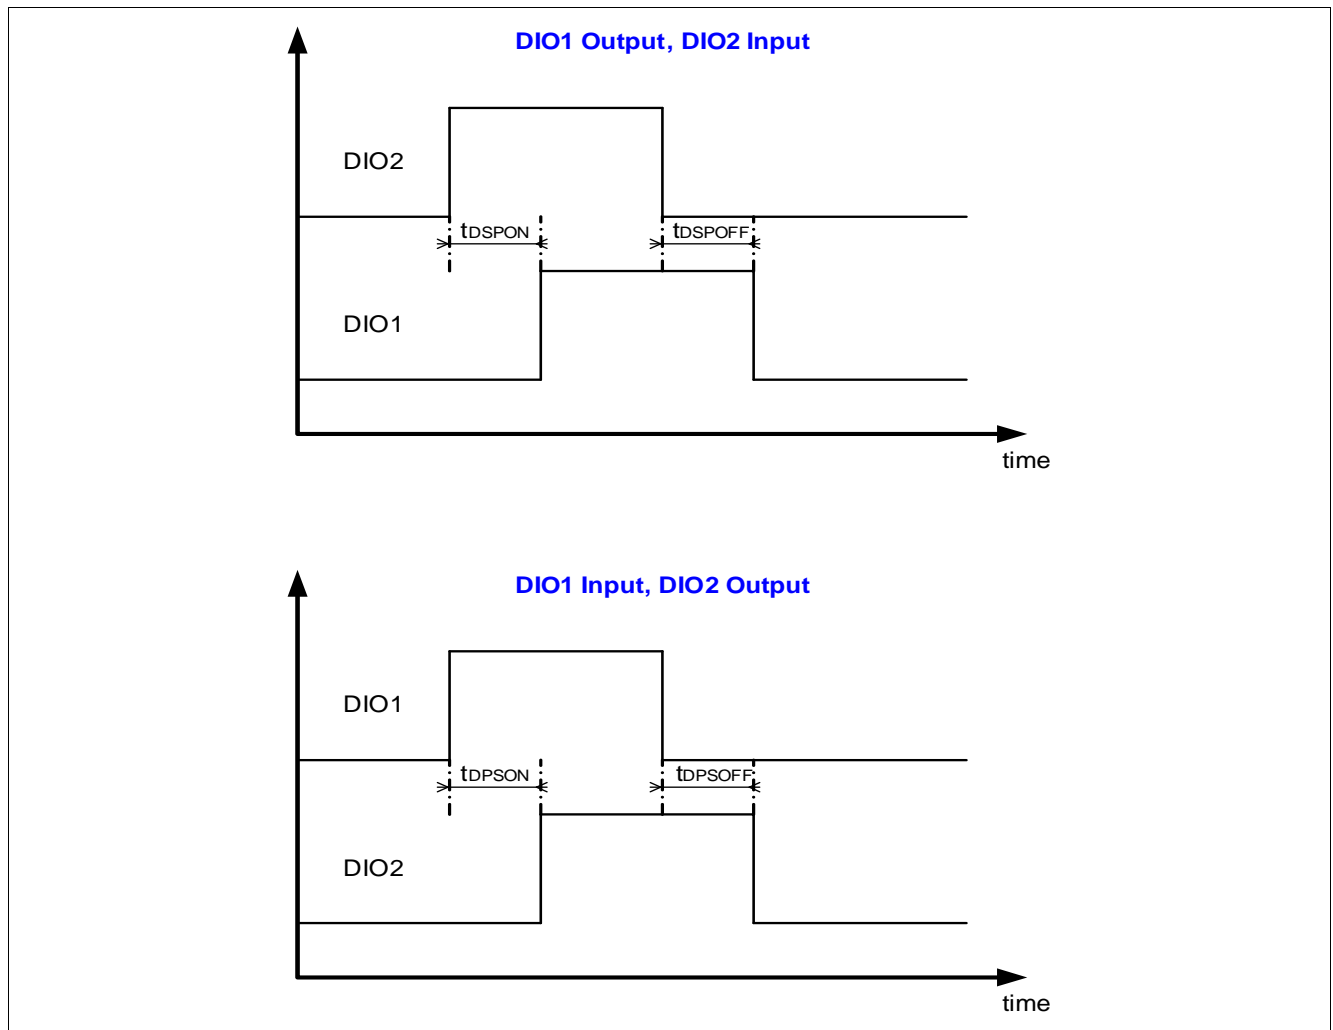 DIO1 Output, DIO2 Input
DIO2
tDSPON
tDSPOFF
DIO1
time
DIO1 Input, DIO2 Output
DIO1
tDPSON
tDPSOFF
DIO2
time